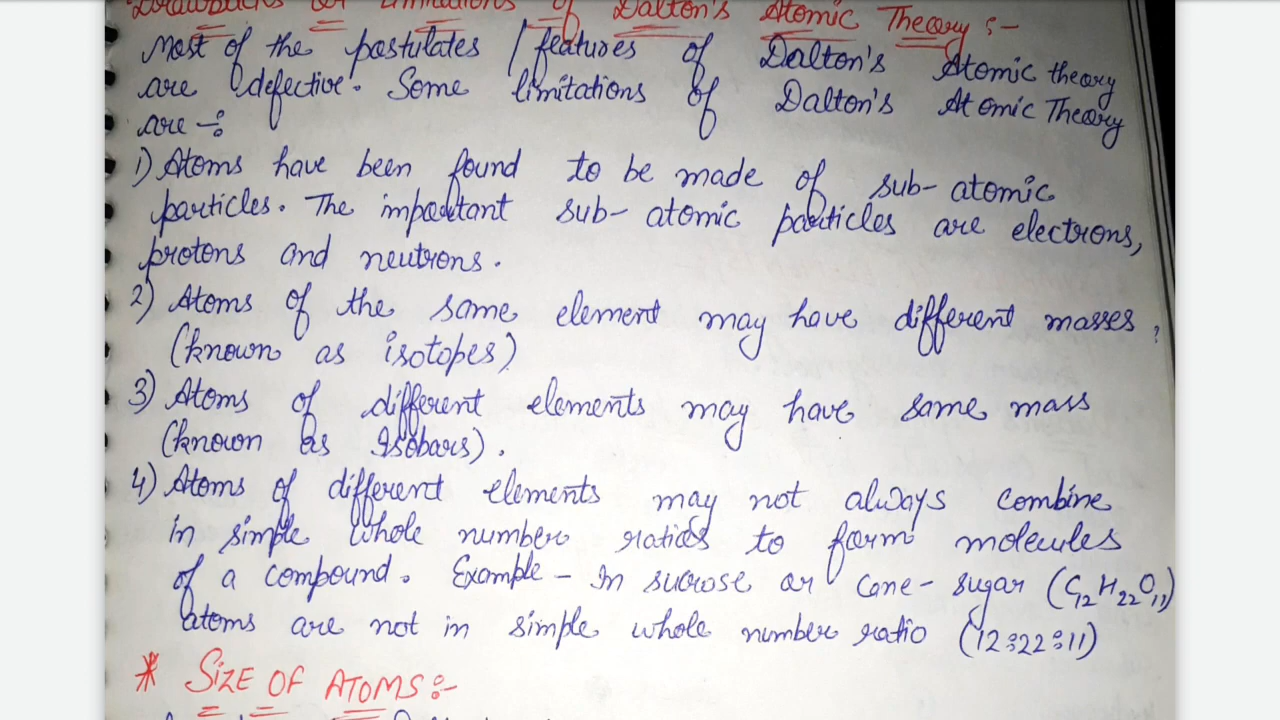 Drawbacks or Limitations of Dalton's Atomic Theory :-
Most of the postulates / features of Dalton's Atomic theory
are defective. Some limitations of Dalton's Atomic Theory
are -:
1) Atoms have been found to be made of sub-atomic
particles. The important sub-atomic particles are electrons,
protons and neutrons.
2) Atoms of the same element may have different masses,
(known as isotopes)
3) Atoms of different elements may have same mass
(known as Isobars).
4) Atoms of different elements may not always combine
in simple whole number ratios to form molecules
of a compound. Example - In sucrose or cane-sugar (C₁₂H₂₂O₁₁)
atoms are not in simple whole number ratio (12:22:11)
* SIZE OF ATOMS:-